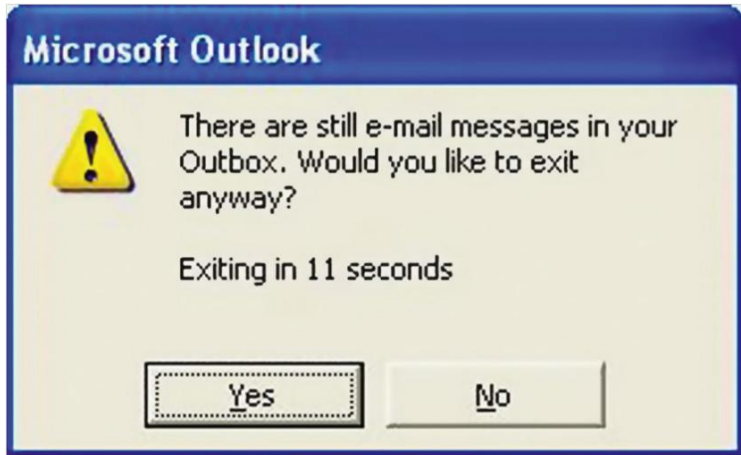 Microsoft Outlook
There are still e-mail messages in your
Outbox. Would you like to exit
anyway?
Exiting in 11 seconds
Yes
No